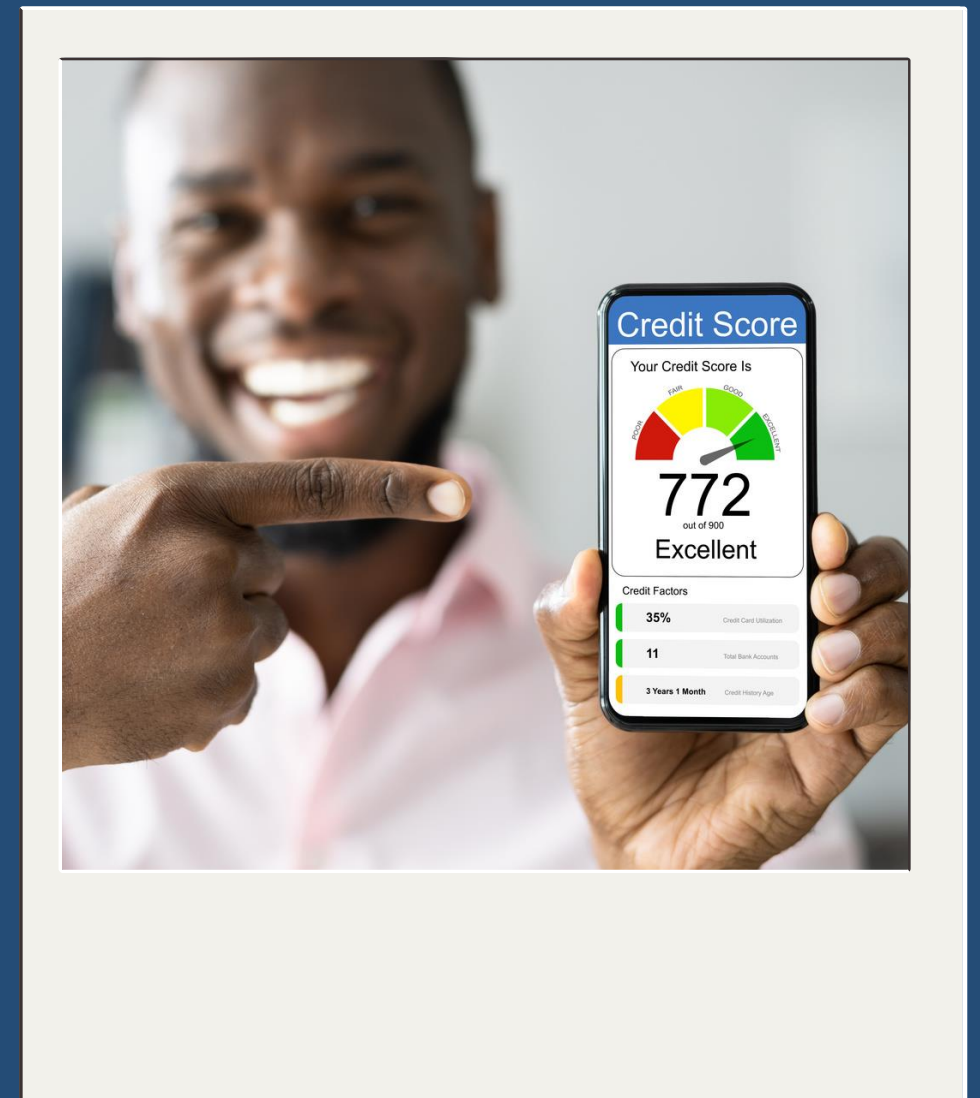 Credit Score
Your Credit Score Is
POOR
FAIR
GOOD
EXCELLENT
772
out of 900
Excellent
Credit Factors
35% Credit Card Utilization
11 Total Bank Accounts
3 Years 1 Month Credit History Age